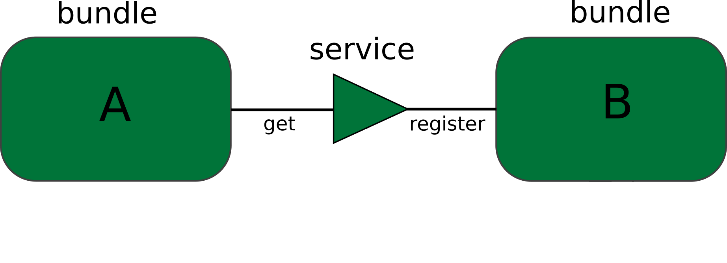 bundle
bundle
service
A
B
get
register